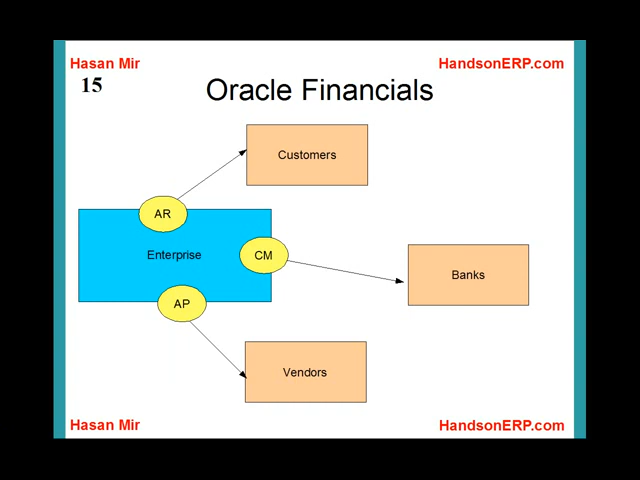 Hasan Mir
HandsonERP.com
15
Oracle Financials
Customers
AR
Enterprise
CM
Banks
AP
Vendors
Hasan Mir
HandsonERP.com